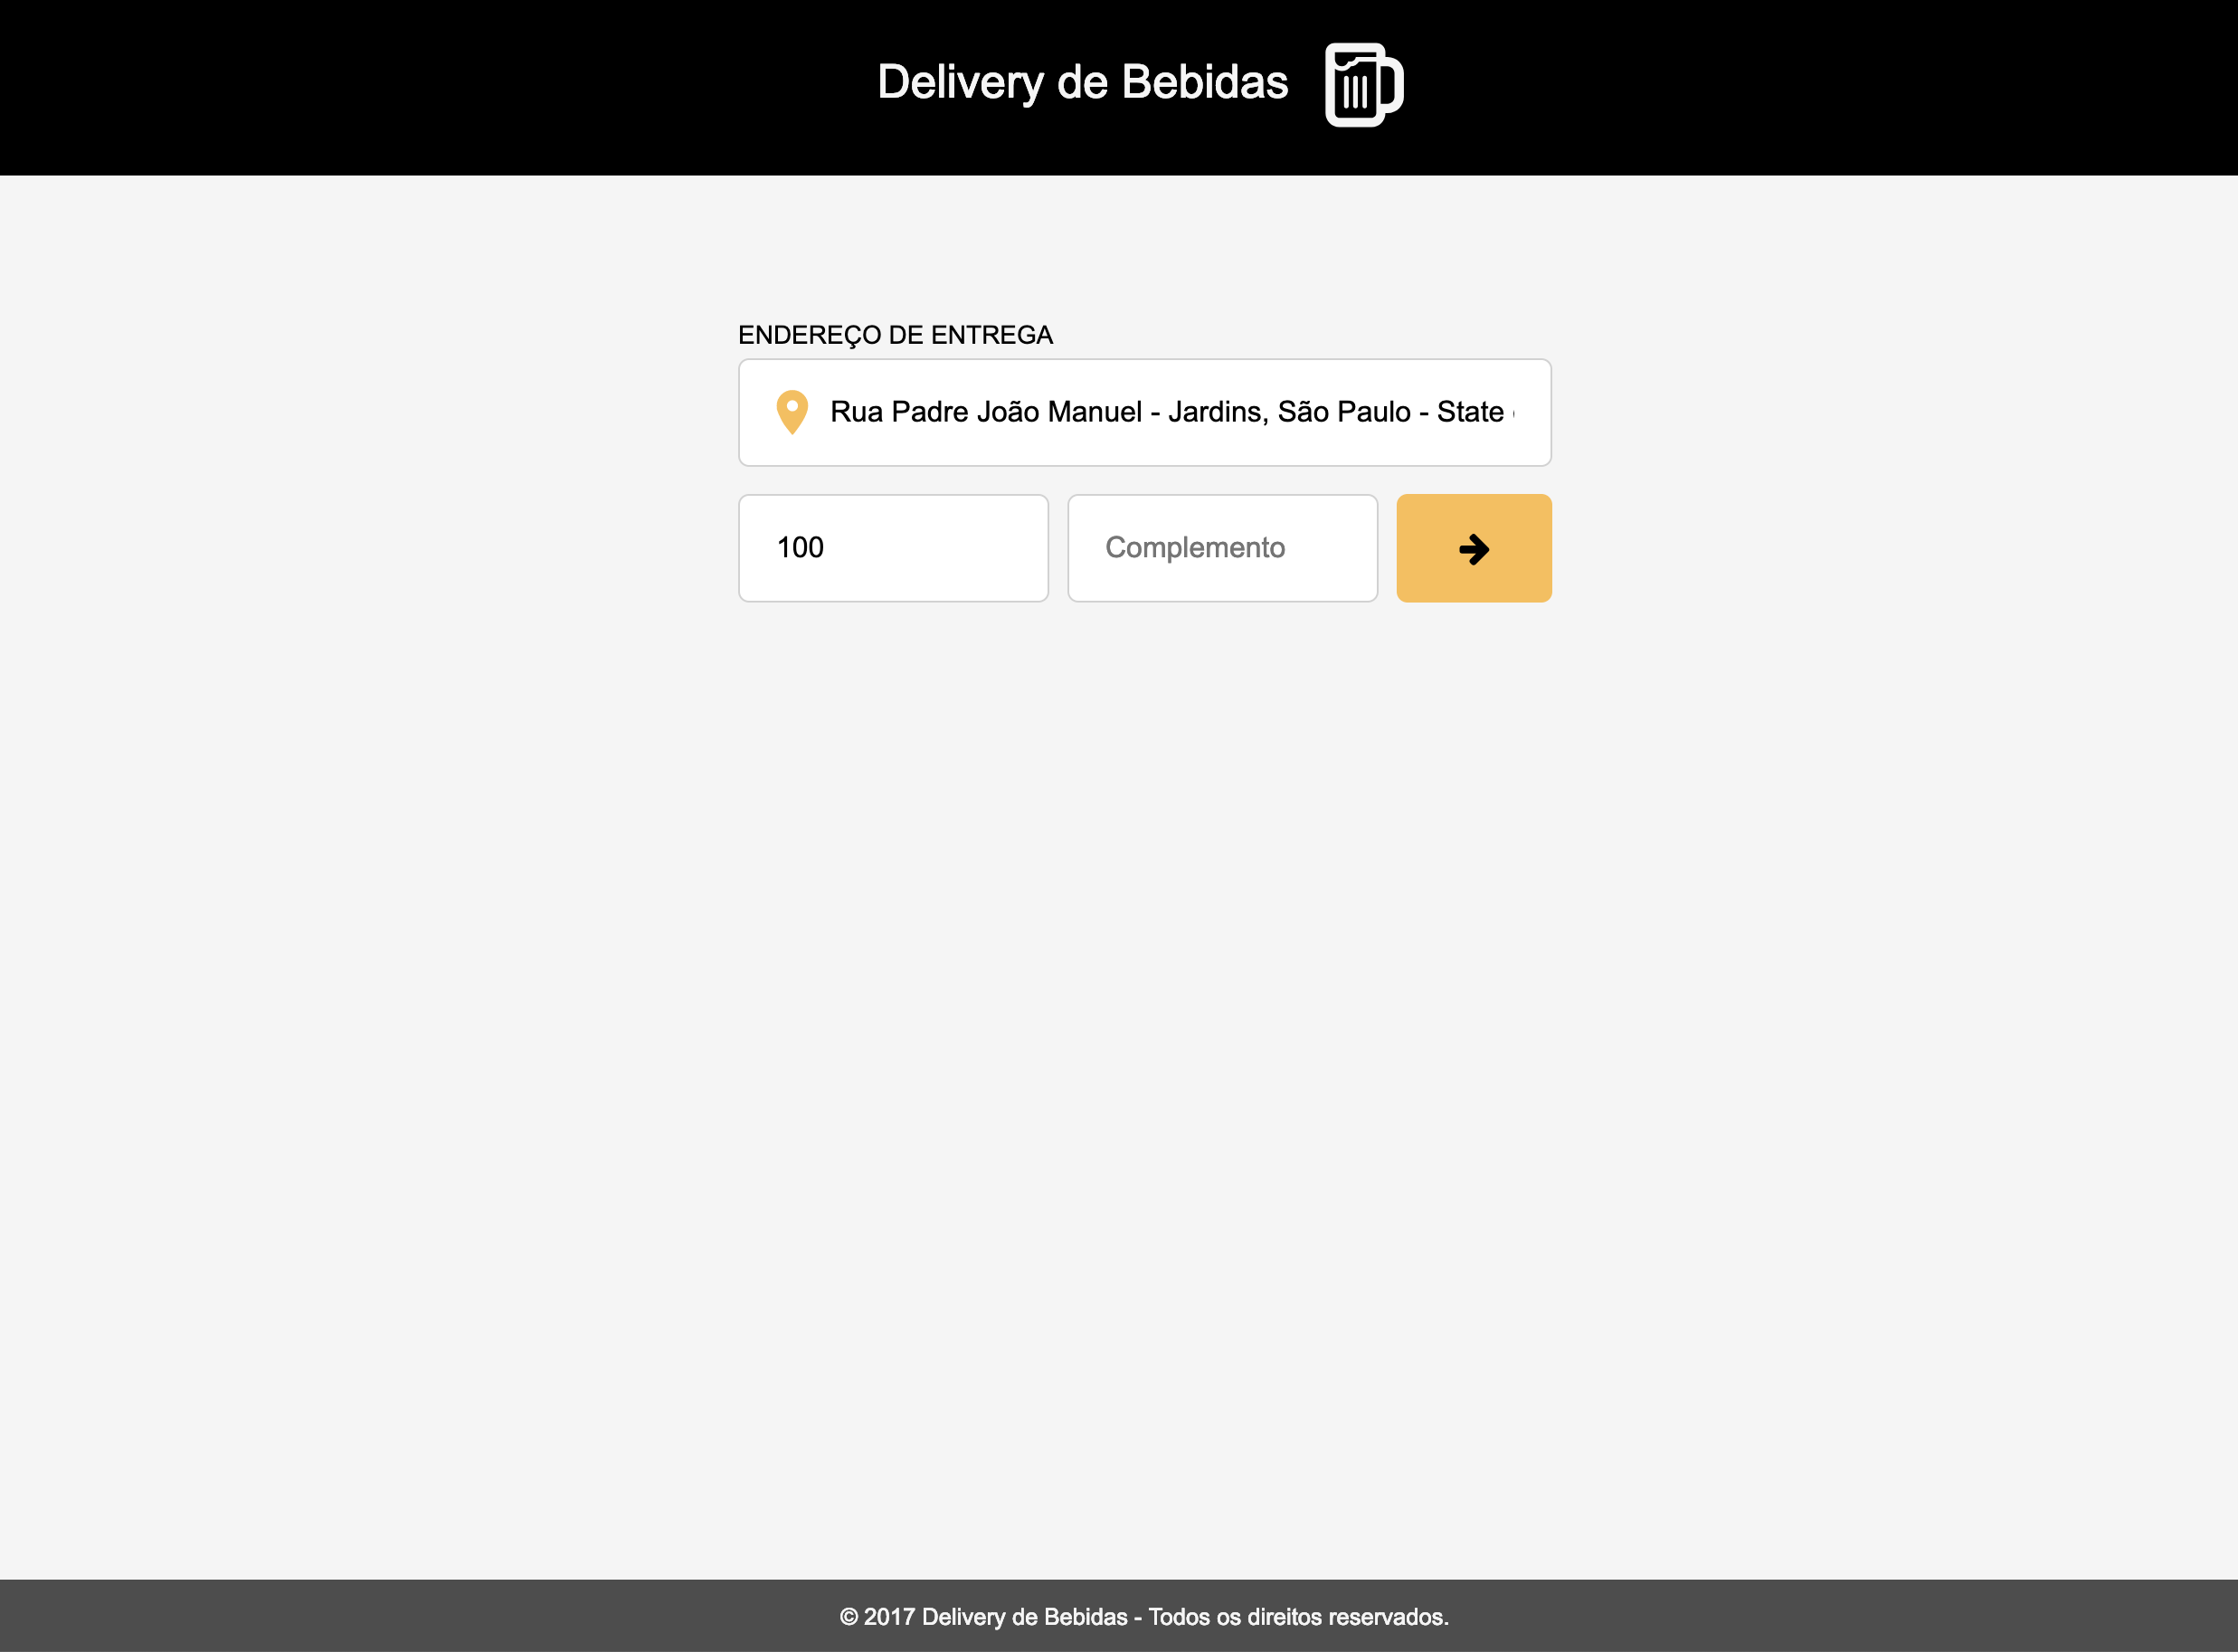 Delivery de Bebidas
ENDEREÇO DE ENTREGA
Rua Padre João Manuel - Jardins, São Paulo - State
100
Complemento
© 2017 Delivery de Bebidas - Todos os direitos reservados.